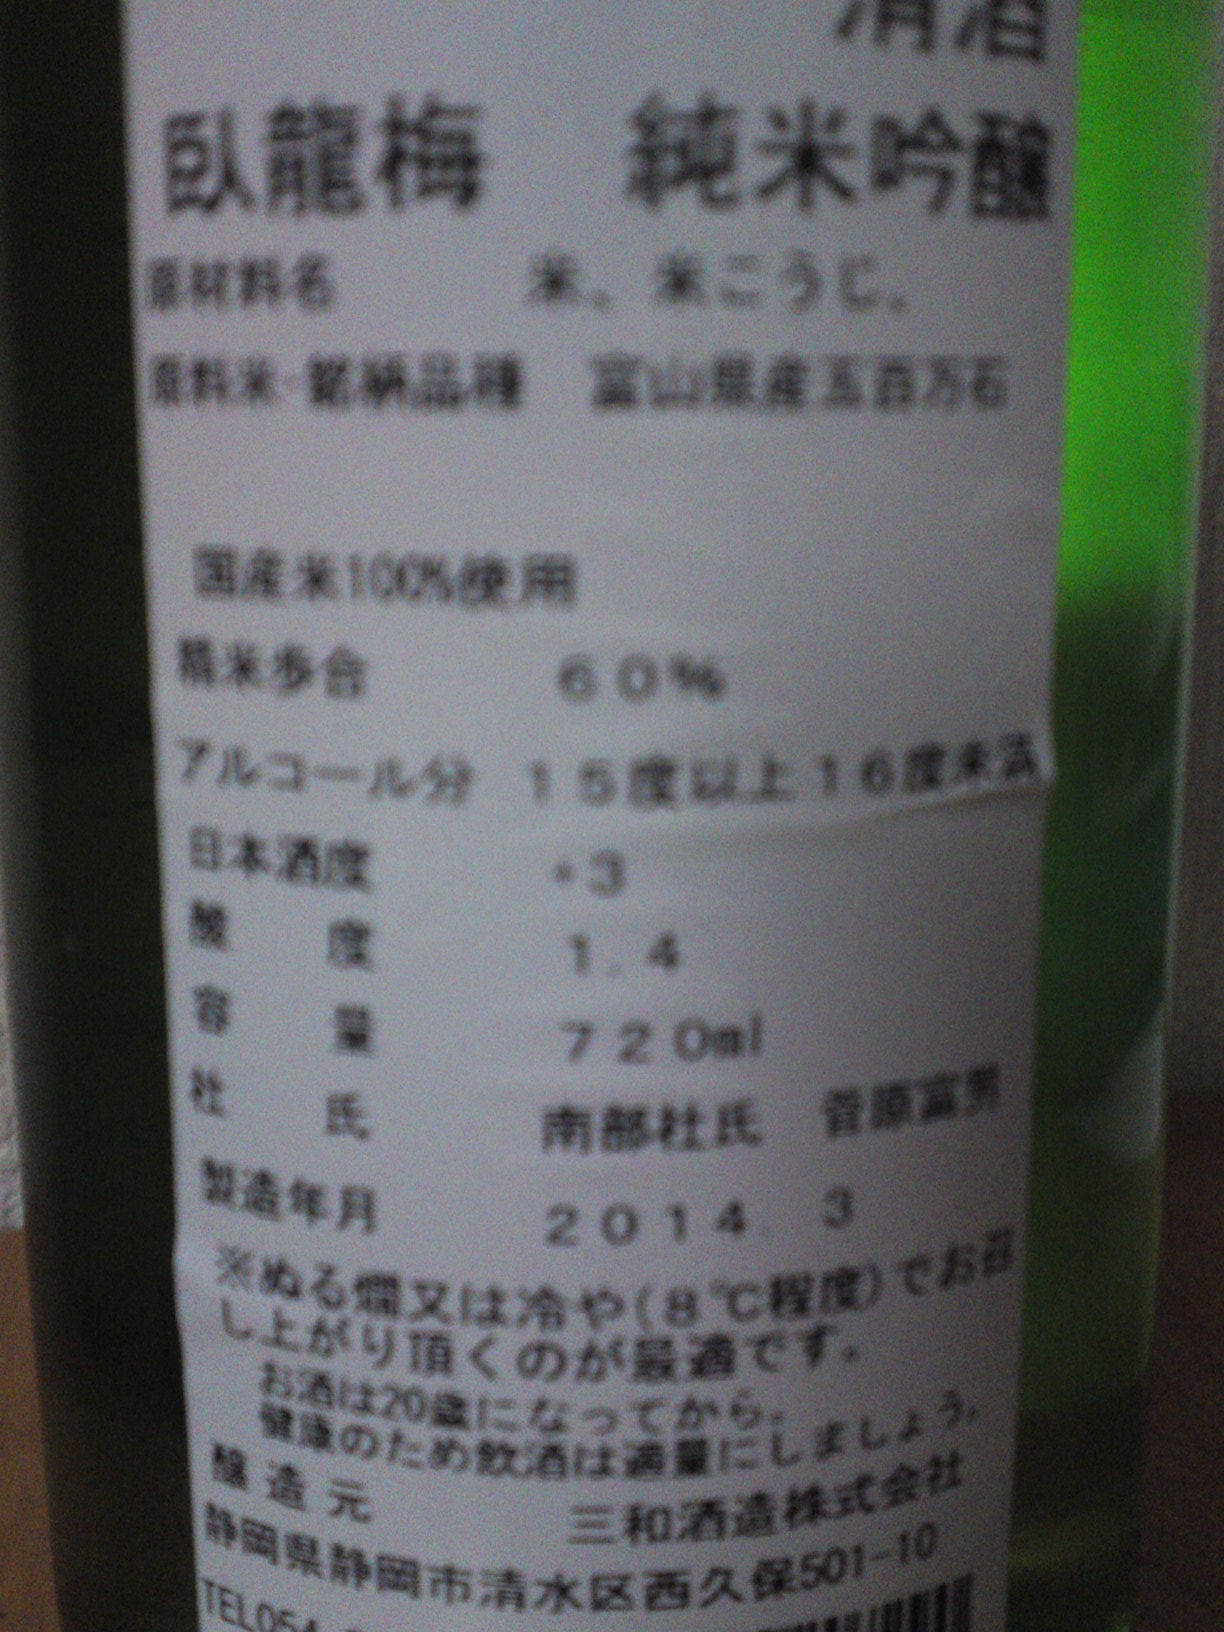 清酒
臥龍梅　純米吟醸
原材料名　米、米こうじ、
原料米・銘柄品種　富山県産五百万石
国産米100%使用
精米歩合　60%
アルコール分　15度以上16度未満
日本酒度　+3
酸度　1.4
容量　720ml
杜氏　南部杜氏　菅原富男
製造年月　2014.3
※ぬる燗又は冷や(8℃程度)でお召
し上がり頂くのが最適です。
お酒は20歳になってから。
健康のため飲酒は適量にしましょう。
醸造元　三和酒造株式会社
静岡県静岡市清水区西久保501-10
TEL054-